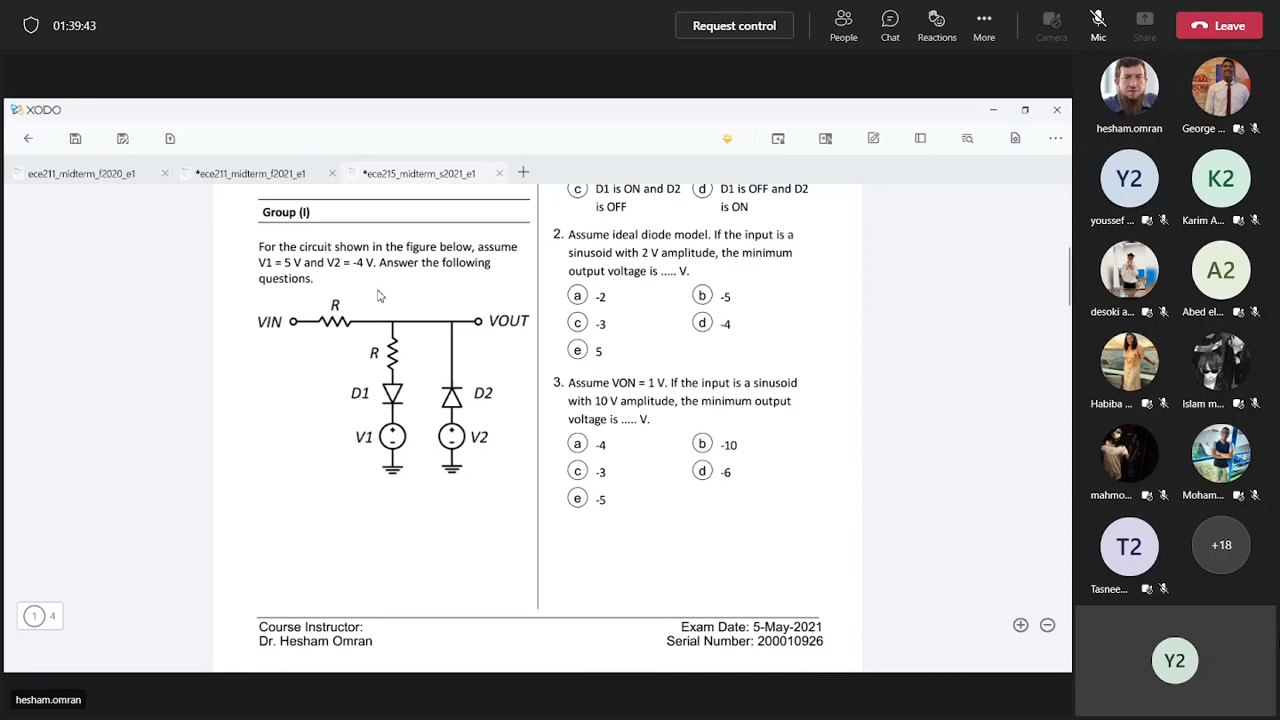 01:39:43
Request control
People
Chat
Reactions
More
Camera
Mic
Share
Leave
XODO
ece211_midterm_f2020_e1
*ece211_midterm_f2021_e1
*ece215_midterm_s2021_e1
Group (I)
For the circuit shown in the figure below, assume
V1 = 5 V and V2 = -4 V. Answer the following
questions.
R
VIN
VOUT
R
D1
D2
V1
V2
c D1 is ON and D2 is OFF
d D1 is OFF and D2 is ON
2. Assume ideal diode model. If the input is a
sinusoid with 2 V amplitude, the minimum
output voltage is ..... V.
a -2
b -5
c -3
d -4
e 5
3. Assume VON = 1 V. If the input is a sinusoid
with 10 V amplitude, the minimum output
voltage is ..... V.
a -4
b -10
c -3
d -6
e -5
Course Instructor:
Dr. Hesham Omran
Exam Date: 5-May-2021
Serial Number: 200010926
1 4
hesham.omran
hesham.omran
George ...
Y2
youssef ...
K2
Karim A...
desoki a...
A2
Abed el...
Habiba ...
Islam m...
mahmo...
Moham...
T2
Tasnee...
+18
Y2